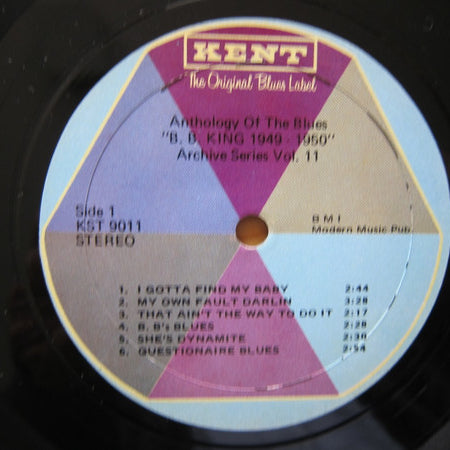 KENT
The Original Blues Label
Anthology Of The Blues
"B. B. KING 1949 - 1950"
Archive Series Vol. 11
Side 1
KST 9011
STEREO
B M I
Modern Music Pub.
1. I GOTTA FIND MY BABY 2:44
2. MY OWN FAULT DARLIN 3:28
3. THAT AIN'T THE WAY TO DO IT 2:17
4. B. B's BLUES 2:28
5. SHE'S DYNAMITE 2:30
6. QUESTIONAIRE BLUES 2:54